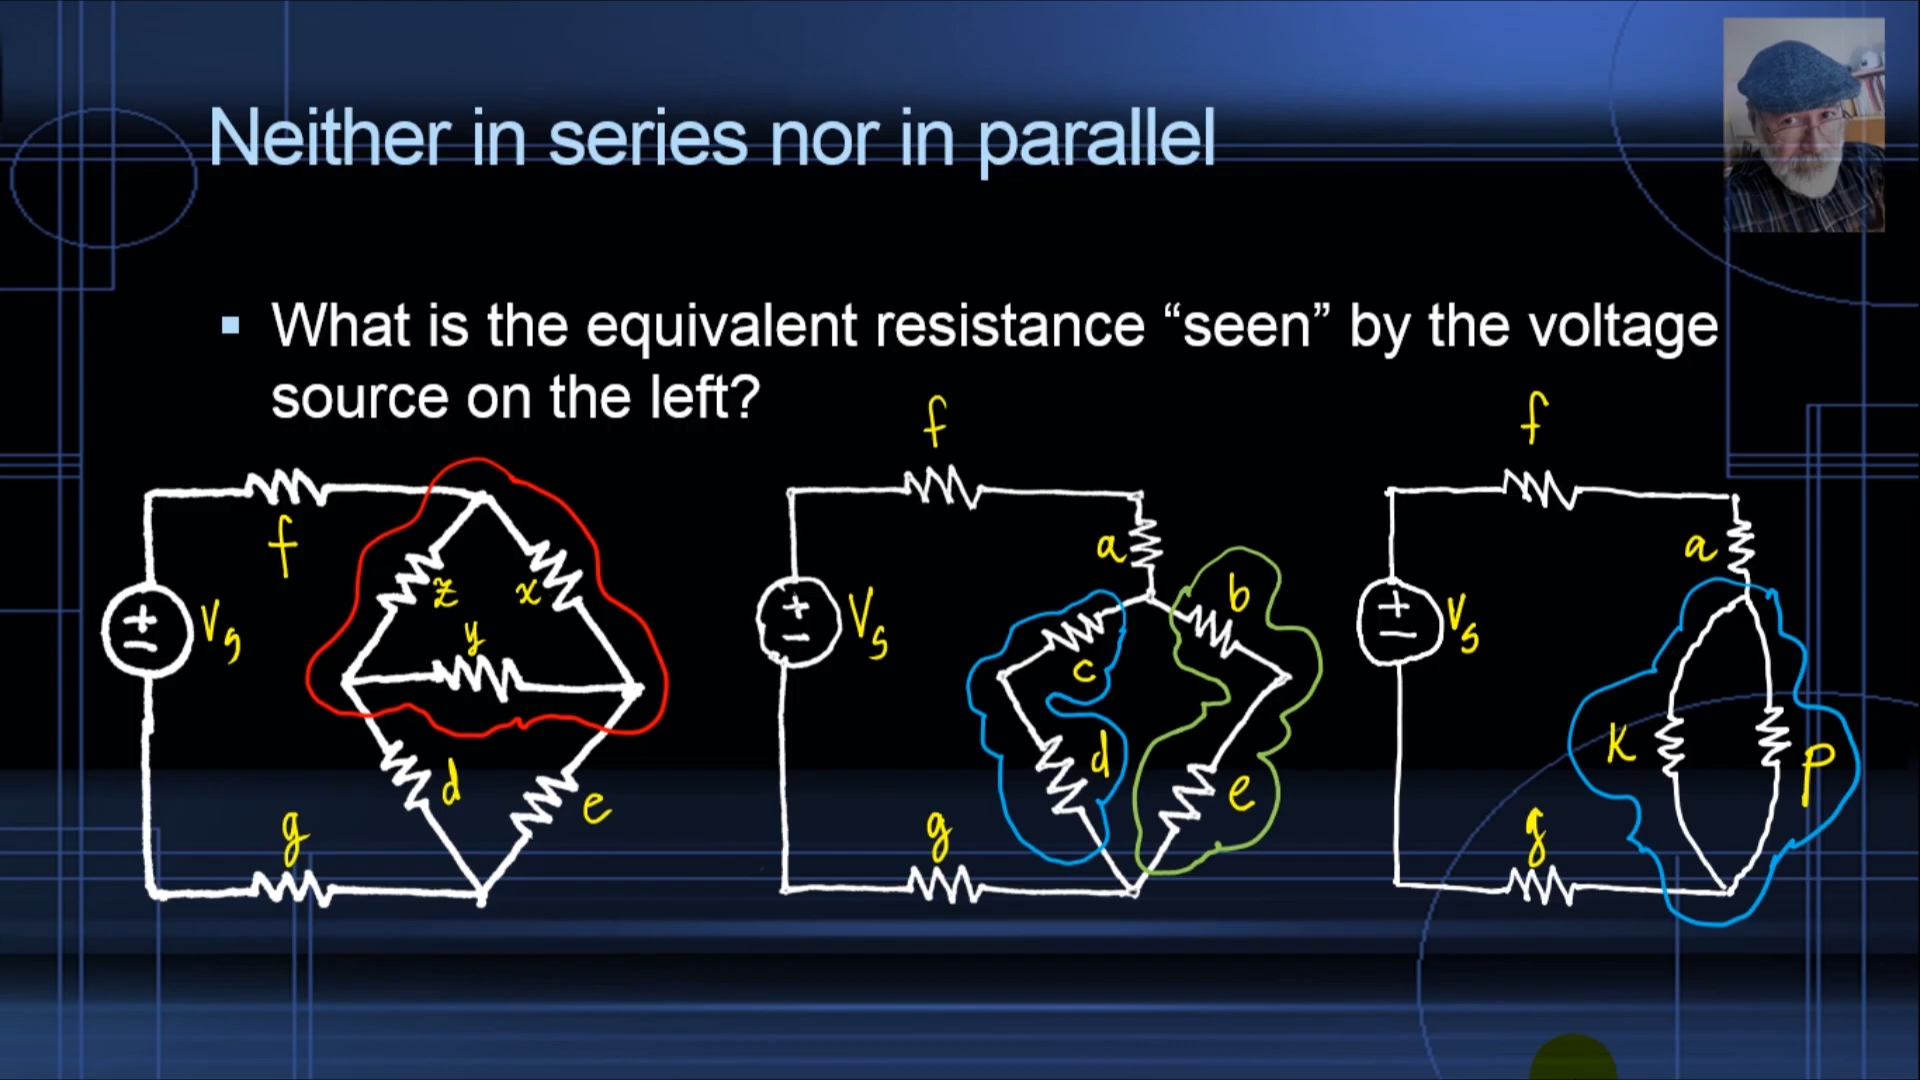 Neither in series nor in parallel
What is the equivalent resistance “seen” by the voltage
source on the left?
f
z
x
y
Vs
d
e
g
f
a
b
c
Vs
d
e
g
f
a
Vs
K
p
g